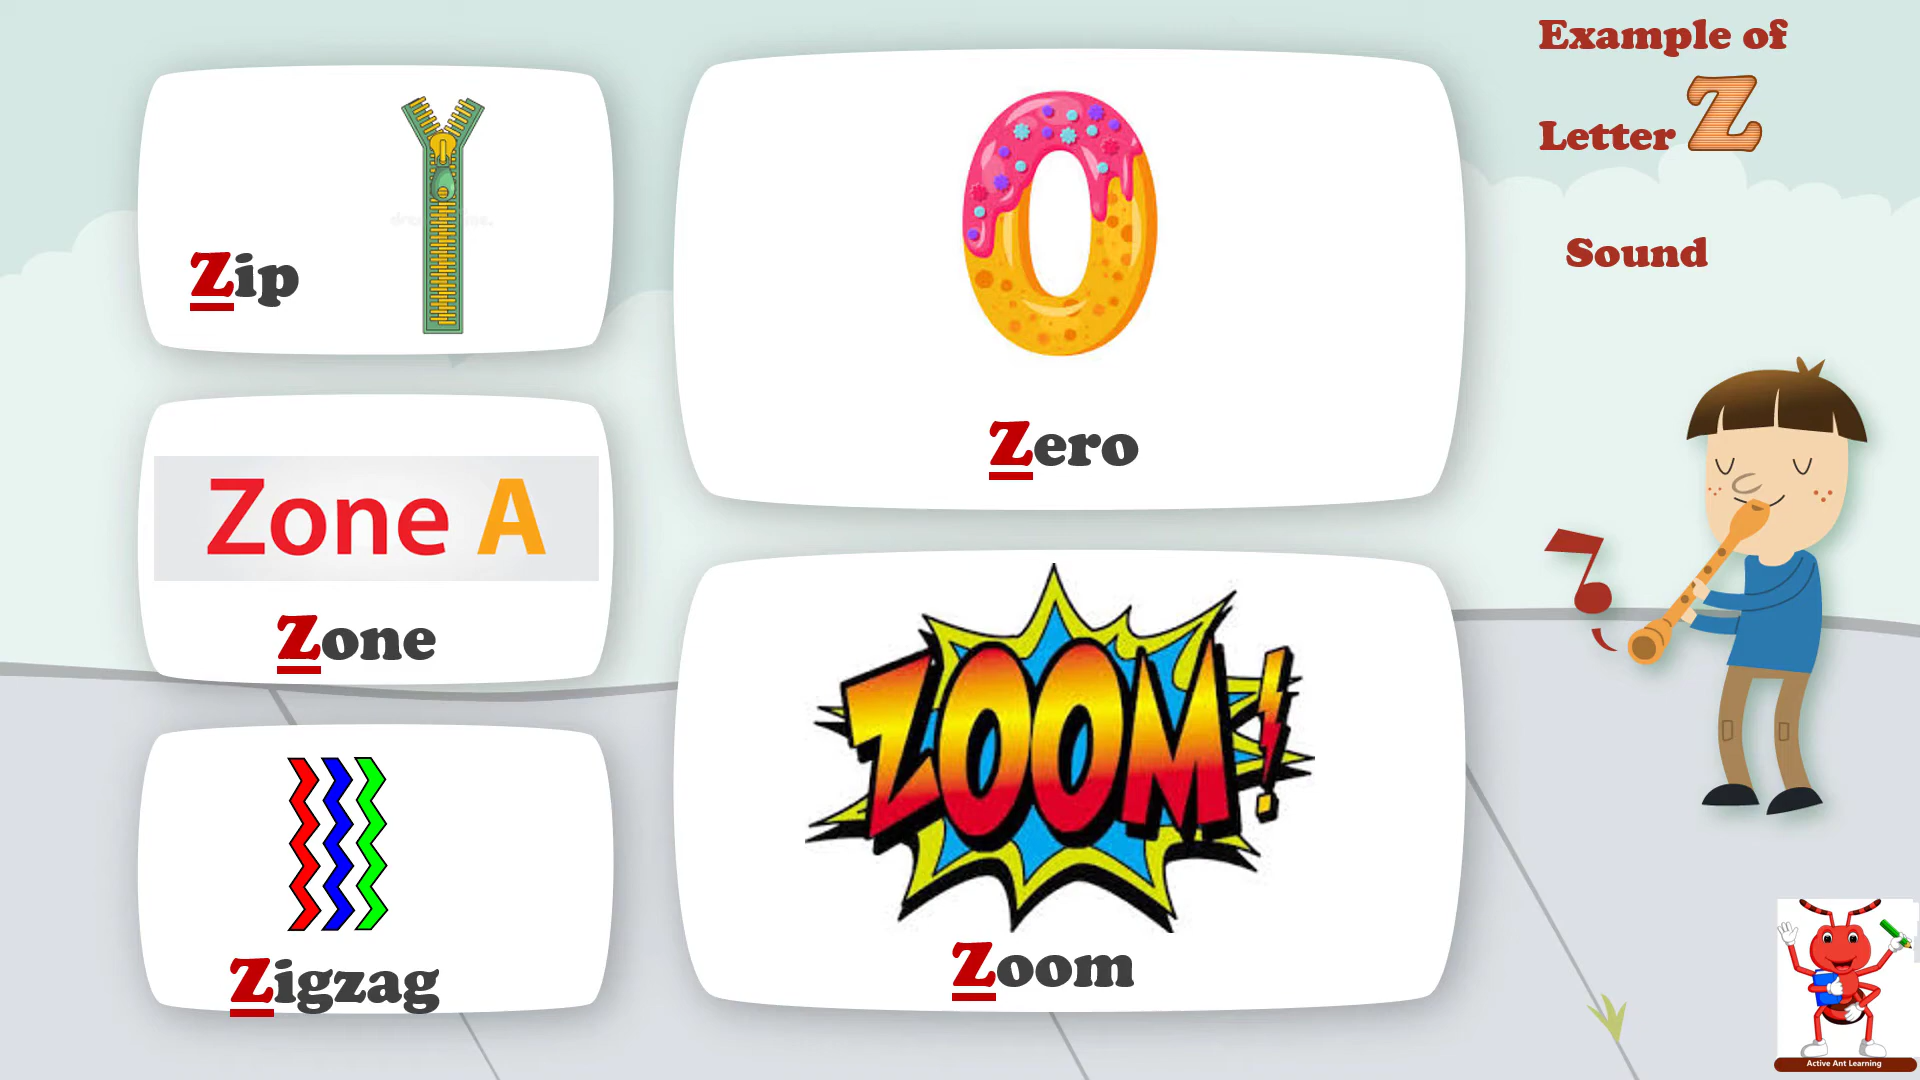 Example of
Letter Z
Sound
Zip
Zero
Zone A
Zone
ZOOM!
Zoom
Zigzag
Active Ant Learning